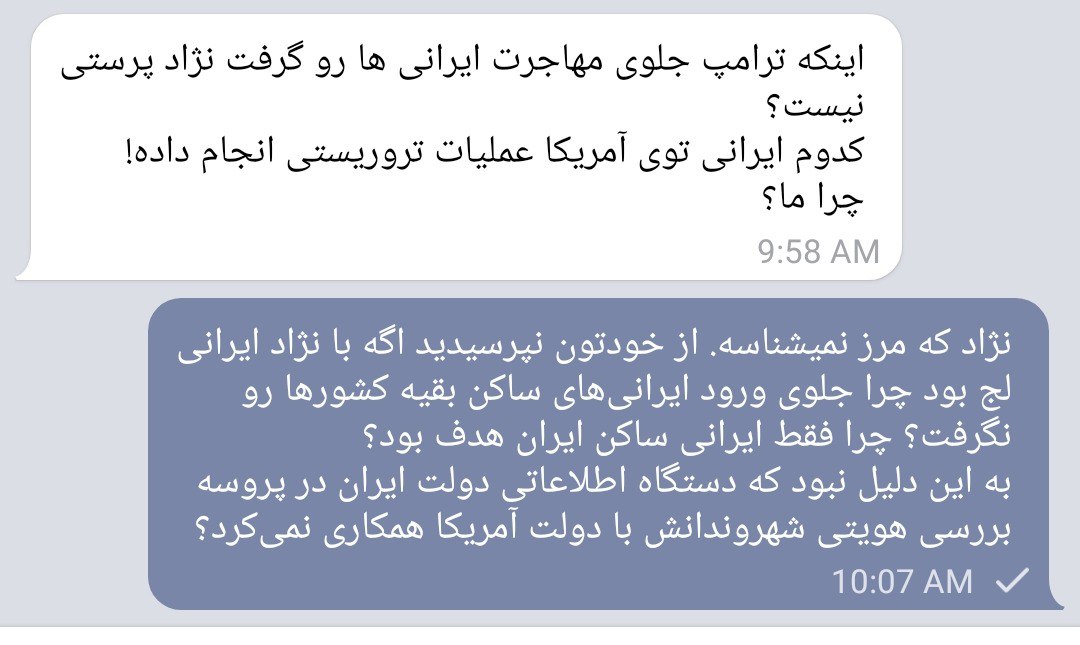 اینکه ترامپ جلوی مهاجرت ایرانی ها رو گرفت نژاد پرستی
نیست؟
کدوم ایرانی توی آمریکا عملیات تروریستی انجام داده!
چرا ما؟
9:58 AM
نژاد که مرز نمیشناسه. از خودتون نپرسیدید اگه با نژاد ایرانی
لج بود چرا جلوی ورود ایرانی‌های ساکن بقیه کشورها رو
نگرفت؟ چرا فقط ایرانی ساکن ایران هدف بود؟
به این دلیل نبود که دستگاه اطلاعاتی دولت ایران در پروسه
بررسی هویتی شهروندانش با دولت آمریکا همکاری نمی‌کرد؟
10:07 AM